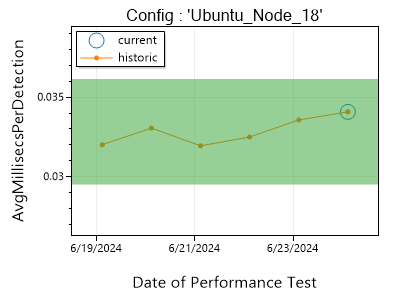 Config : 'Ubuntu_Node_18'
current
historic
AvgMillisecsPerDetection
0.035
0.03
6/19/2024
6/21/2024
6/23/2024
Date of Performance Test